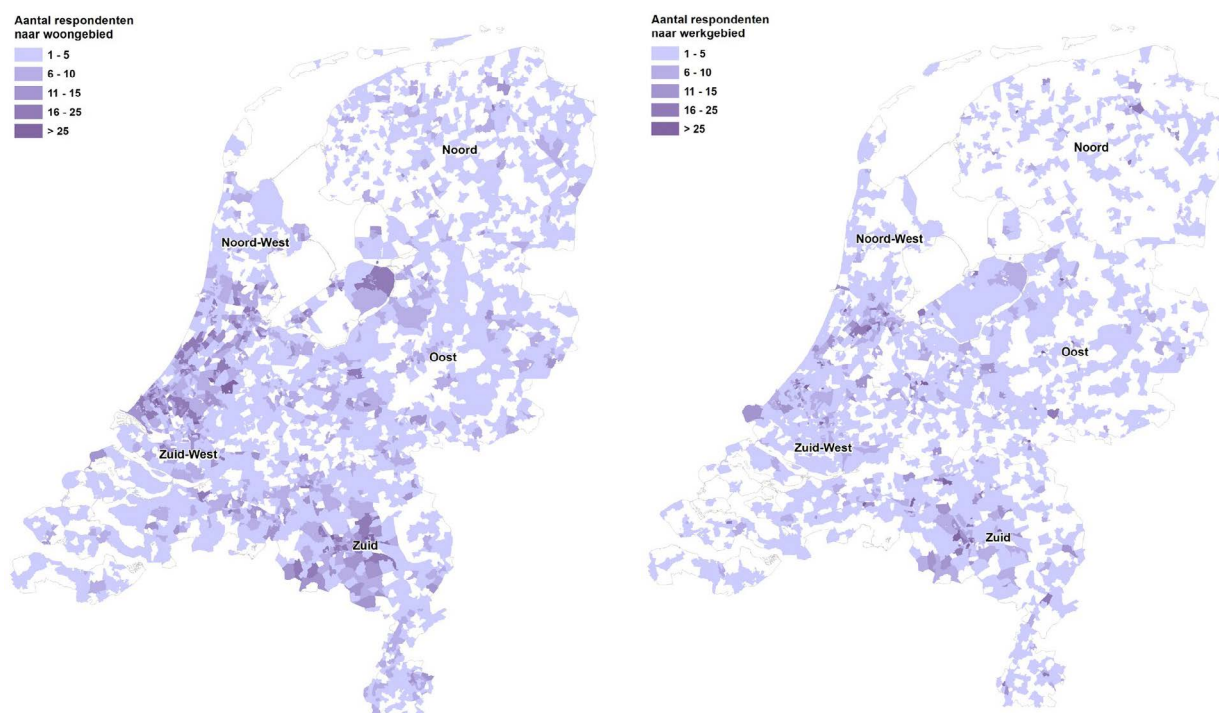 Aantal respondenten
naar woongebied
1 - 5
6 - 10
11 - 15
16 - 25
> 25
Noord
Noord-West
Oost
Zuid-West
Zuid
Aantal respondenten
naar werkgebied
1 - 5
6 - 10
11 - 15
16 - 25
> 25
Noord
Noord-West
Oost
Zuid-West
Zuid